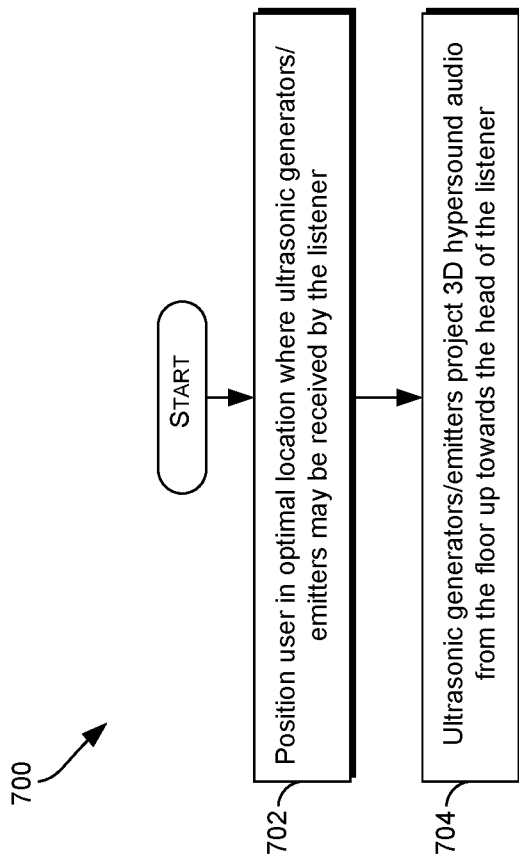 700
START
702
Position user in optimal location where ultrasonic generators/
emitters may be received by the listener
704
Ultrasonic generators/emitters project 3D hypersound audio
from the floor up towards the head of the listener